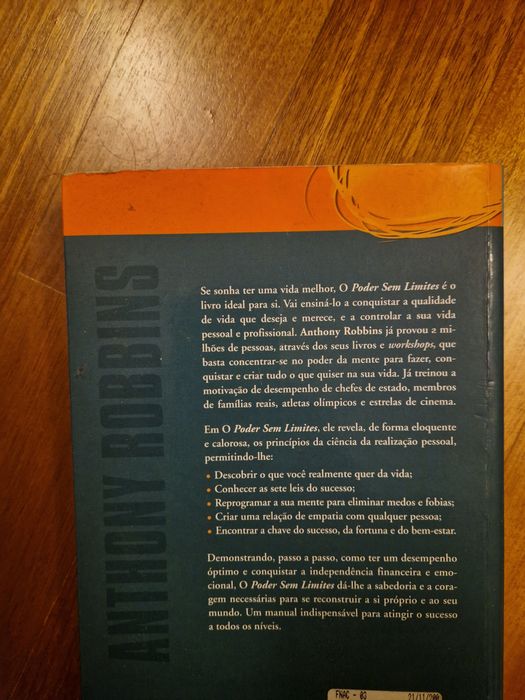 ANTHONY ROBBINS
Se sonha ter uma vida melhor, O Poder Sem Limites é o
livro ideal para si. Vai ensiná-lo a conquistar a qualidade
de vida que deseja e merece, e a controlar a sua vida
pessoal e profissional. Anthony Robbins já provou a mi-
lhões de pessoas, através dos seus livros e workshops, que
basta concentrar-se no poder da mente para fazer, con-
quistar e criar tudo o que quiser na sua vida. Já treinou a
motivação de desempenho de chefes de estado, membros
de famílias reais, atletas olímpicos e estrelas de cinema.
Em O Poder Sem Limites, ele revela, de forma eloquente
e calorosa, os princípios da ciência da realização pessoal,
permitindo-lhe:
• Descobrir o que você realmente quer da vida;
• Conhecer as sete leis do sucesso;
• Reprogramar a sua mente para eliminar medos e fobias;
• Criar uma relação de empatia com qualquer pessoa;
• Encontrar a chave do sucesso, da fortuna e do bem-estar.
Demonstrando, passo a passo, como ter um desempenho
óptimo e conquistar a independência financeira e emo-
cional, O Poder Sem Limites dá-lhe a sabedoria e a cora-
gem necessárias para se reconstruir a si próprio e ao seu
mundo. Um manual indispensável para atingir o sucesso
a todos os níveis.
FNAC - 03